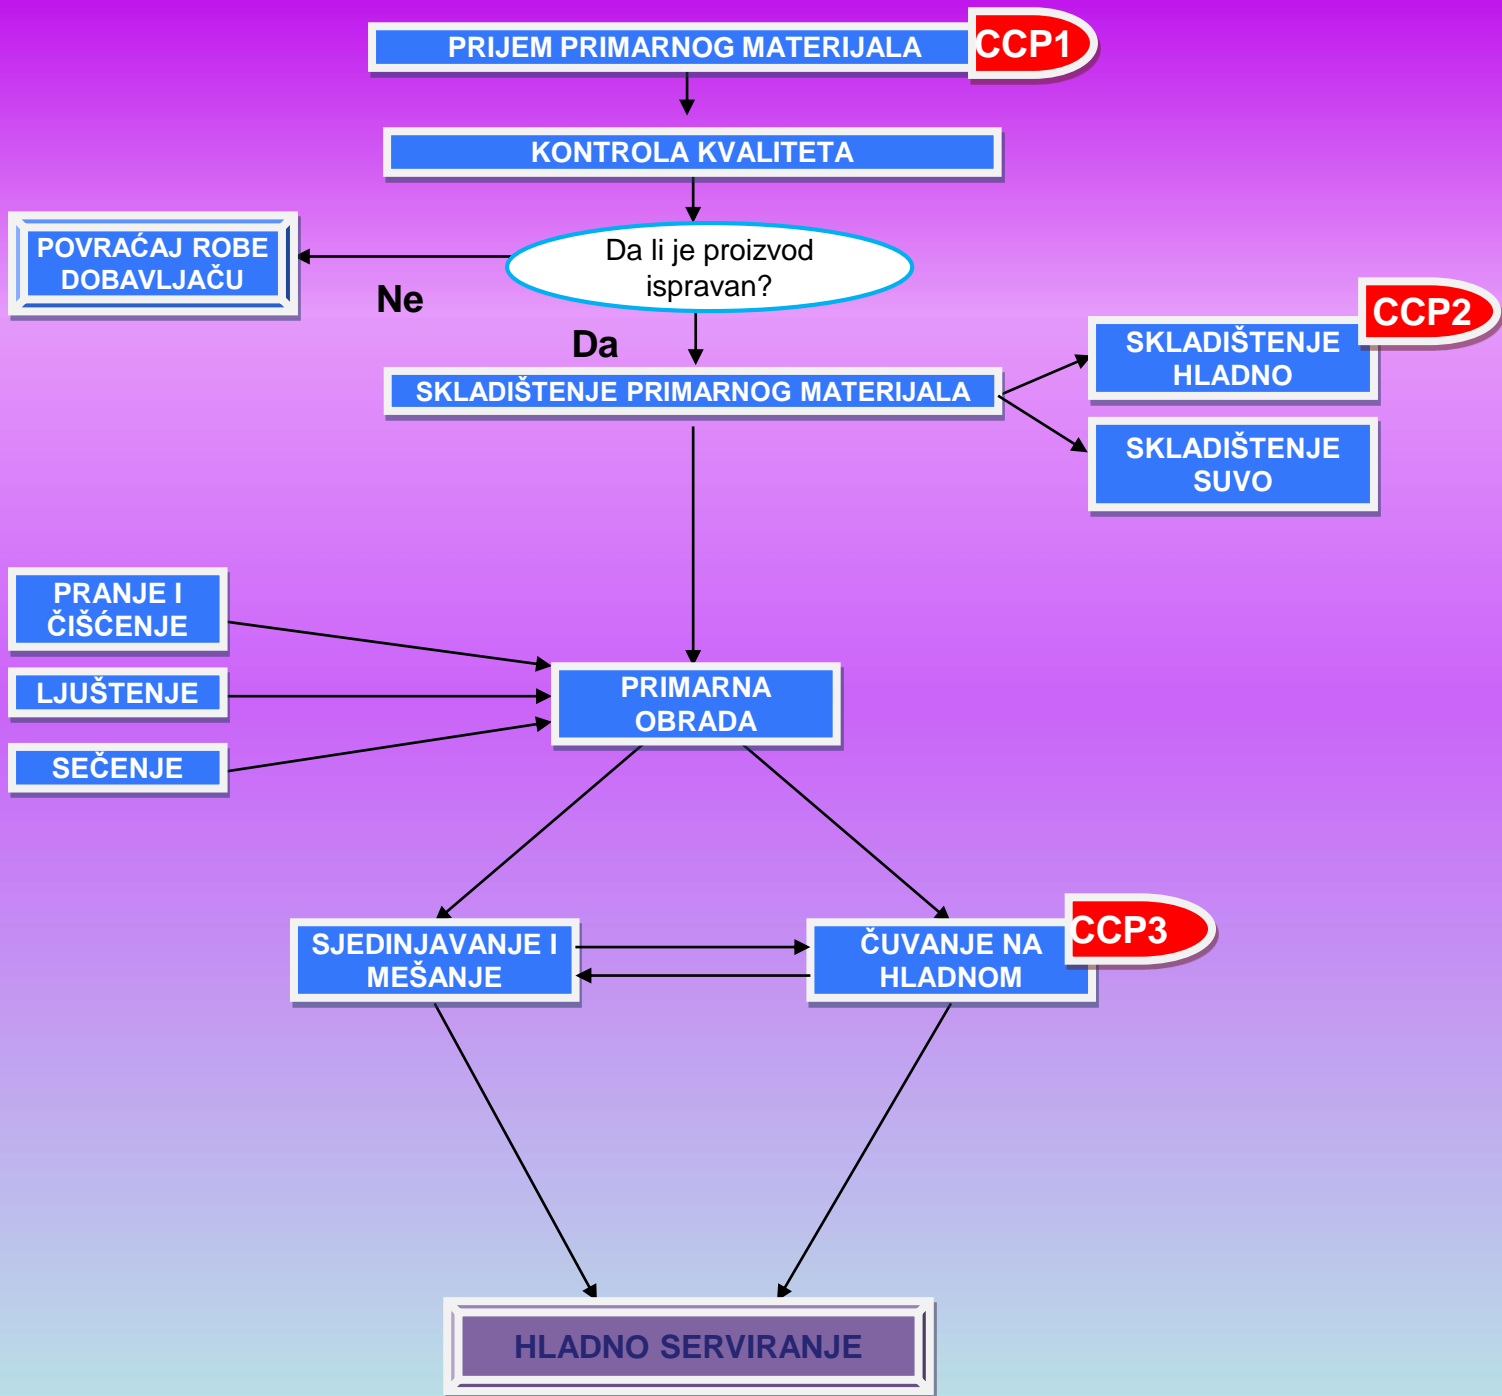 PRIJEM PRIMARNOG MATERIJALA
CCP1
KONTROLA KVALITETA
POVRAĆAJ ROBE
DOBAVLJAČU
Ne
Da li je proizvod
ispravan?
Da
SKLADIŠTENJE PRIMARNOG MATERIJALA
CCP2
SKLADIŠTENJE
HLADNO
SKLADIŠTENJE
SUVO
PRANJE I
ČIŠĆENJE
LJUŠTENJE
SEČENJE
PRIMARNA
OBRADA
SJEDINJAVANJE I
MEŠANJE
ČUVANJE NA
HLADNOM
CCP3
HLADNO SERVIRANJE